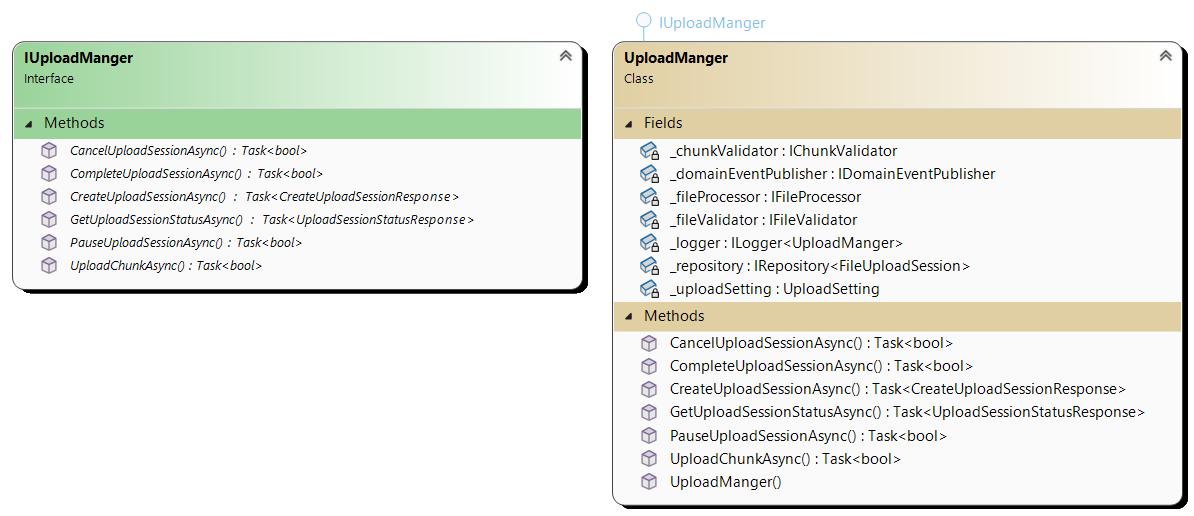 IUploadManger
Interface
Methods
CancelUploadSessionAsync() : Task<bool>
CompleteUploadSessionAsync() : Task<bool>
CreateUploadSessionAsync() : Task<CreateUploadSessionResponse>
GetUploadSessionStatusAsync() : Task<UploadSessionStatusResponse>
PauseUploadSessionAsync() : Task<bool>
UploadChunkAsync() : Task<bool>
IUploadManger
UploadManger
Class
Fields
_chunkValidator : IChunkValidator
_domainEventPublisher : IDomainEventPublisher
_fileProcessor : IFileProcessor
_fileValidator : IFileValidator
_logger : ILogger<UploadManger>
_repository : IRepository<FileUploadSession>
_uploadSetting : UploadSetting
Methods
CancelUploadSessionAsync() : Task<bool>
CompleteUploadSessionAsync() : Task<bool>
CreateUploadSessionAsync() : Task<CreateUploadSessionResponse>
GetUploadSessionStatusAsync() : Task<UploadSessionStatusResponse>
PauseUploadSessionAsync() : Task<bool>
UploadChunkAsync() : Task<bool>
UploadManger()